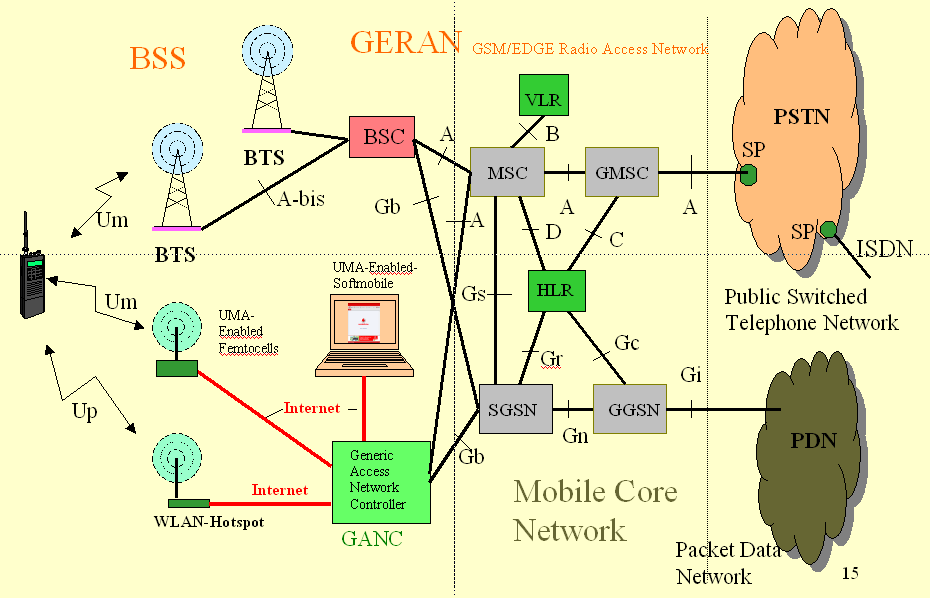 BSS
GERAN GSM/EDGE Radio Access Network
VLR
PSTN
BSC
A
B
SP
BTS
MSC
GMSC
A-bis
Gb
A
A
A
Um
D
C
SP
BTS
ISDN
UMA-Enabled-
Softmobile
HLR
Gs
Public Switched
Telephone Network
Um
UMA-
Enabled
Femtocells
Gr
Gc
Gi
Up
Internet
SGSN
GGSN
Gn
PDN
Gb
Generic
Access
Network
Controller
Internet
WLAN-Hotspot
GANC
Mobile Core
Network
Packet Data
Network
15